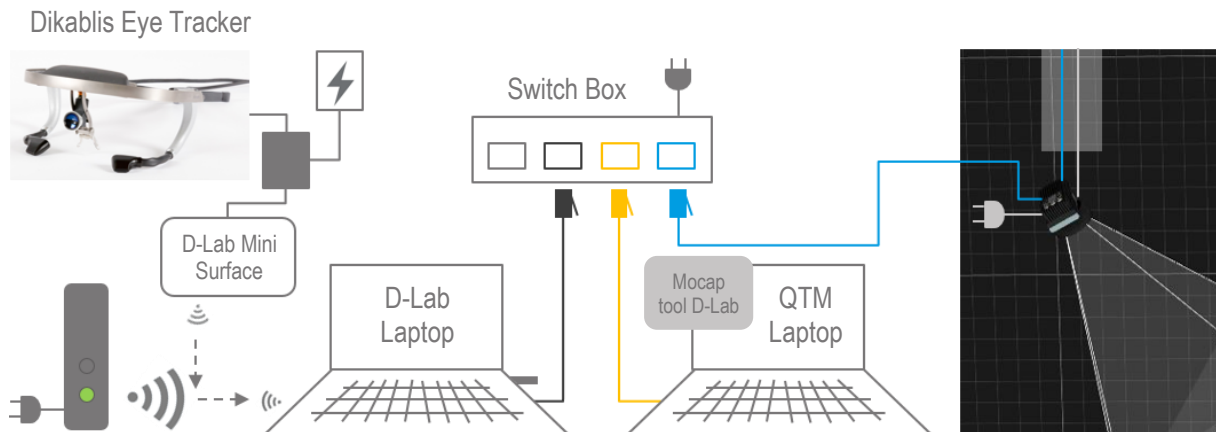 Dikablis Eye Tracker
Switch Box
D-Lab Mini
Surface
D-Lab
Laptop
Mocap
tool D-Lab
QTM
Laptop